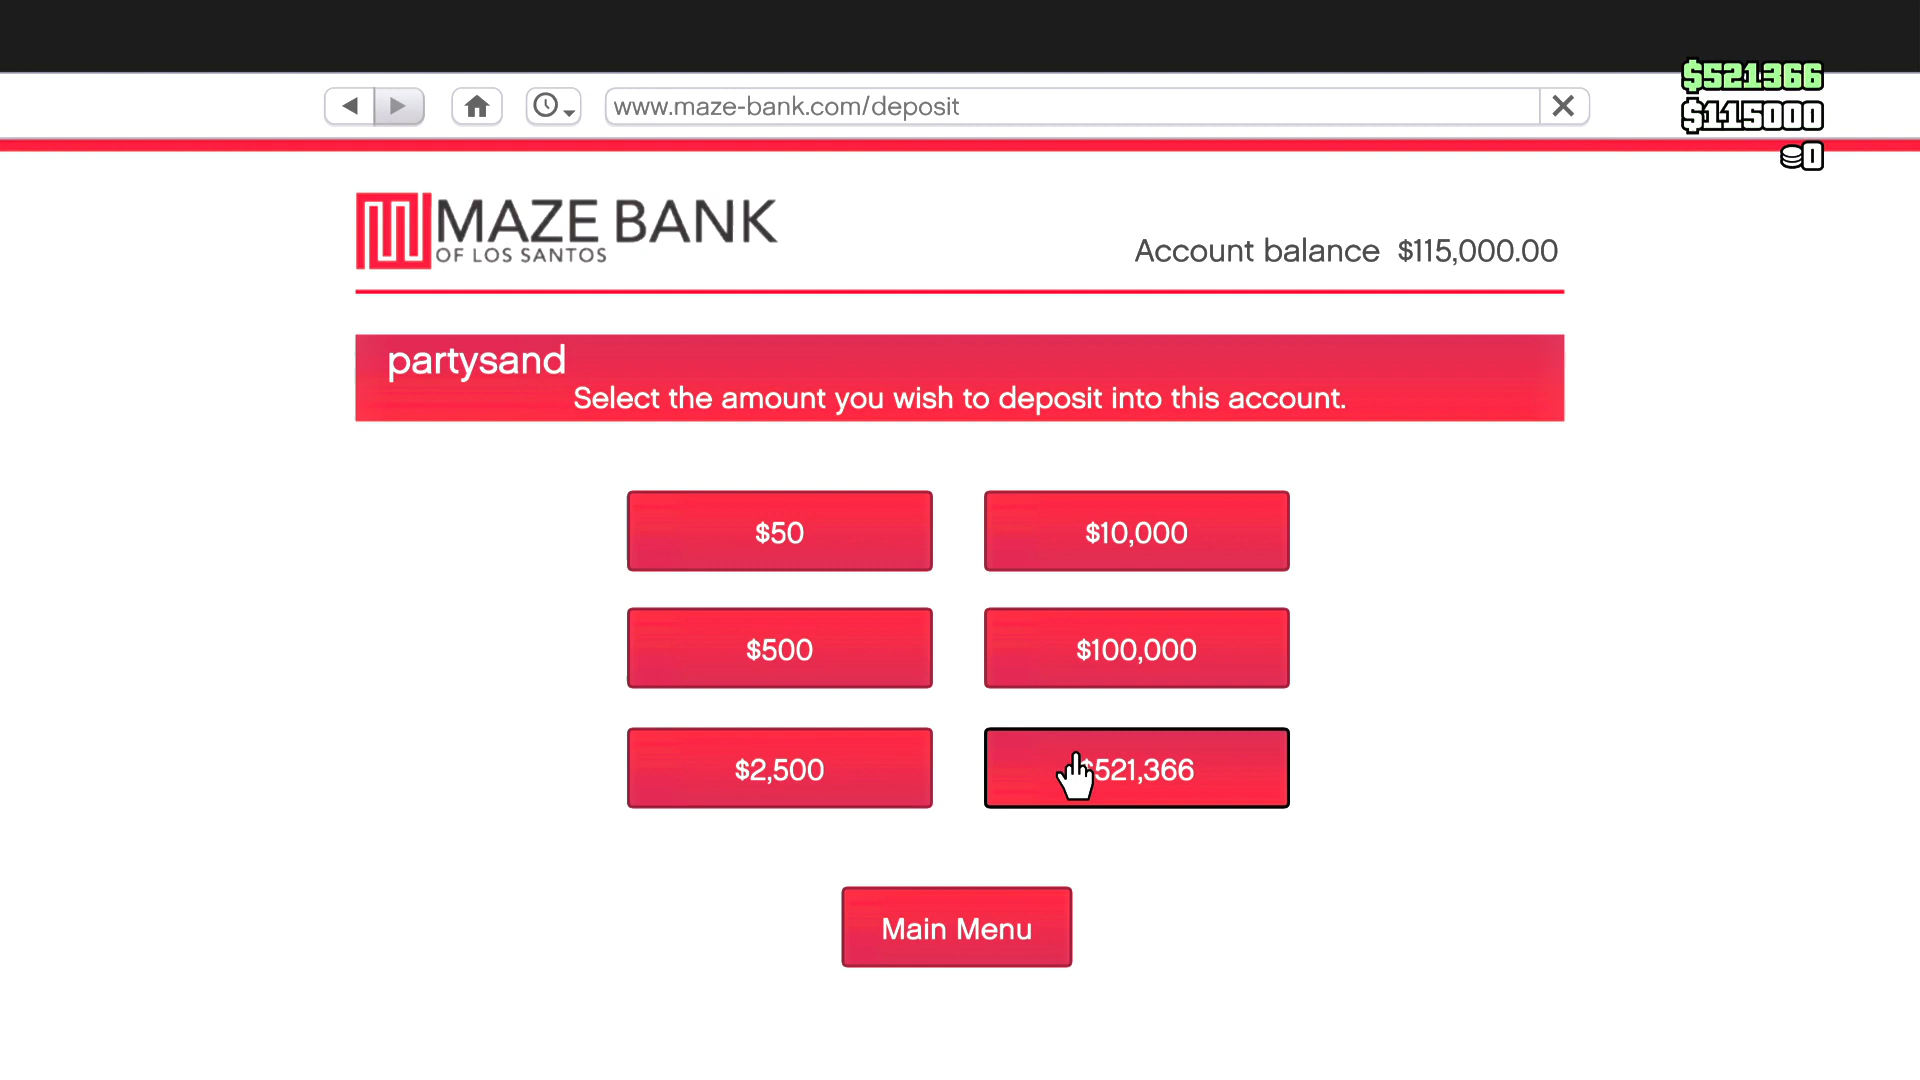 $521366
www.maze-bank.com/deposit
$115000
0
MAZE BANK
OF LOS SANTOS
Account balance $115,000.00
partysand
Select the amount you wish to deposit into this account.
$50
$10,000
$500
$100,000
$2,500
$521,366
Main Menu